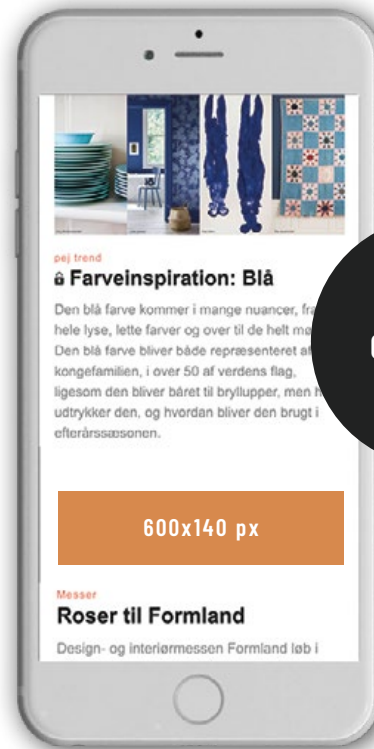 pej trend
Farveinspiration: Blå
Den blå farve kommer i mange nuancer, fra
hele lyse, lette farver og over til de helt
Den blå farve bliver både repræsenteret
kongefamilien, i over 50 af verdens flag,
ligesom den bliver båret til bryllupper, men
udtrykker den, og hvordan bliver den brugt i
efterårssæsonen.
600x140 px
Messer
Roser til Formland
Design- og interiørmessen Formland løb i